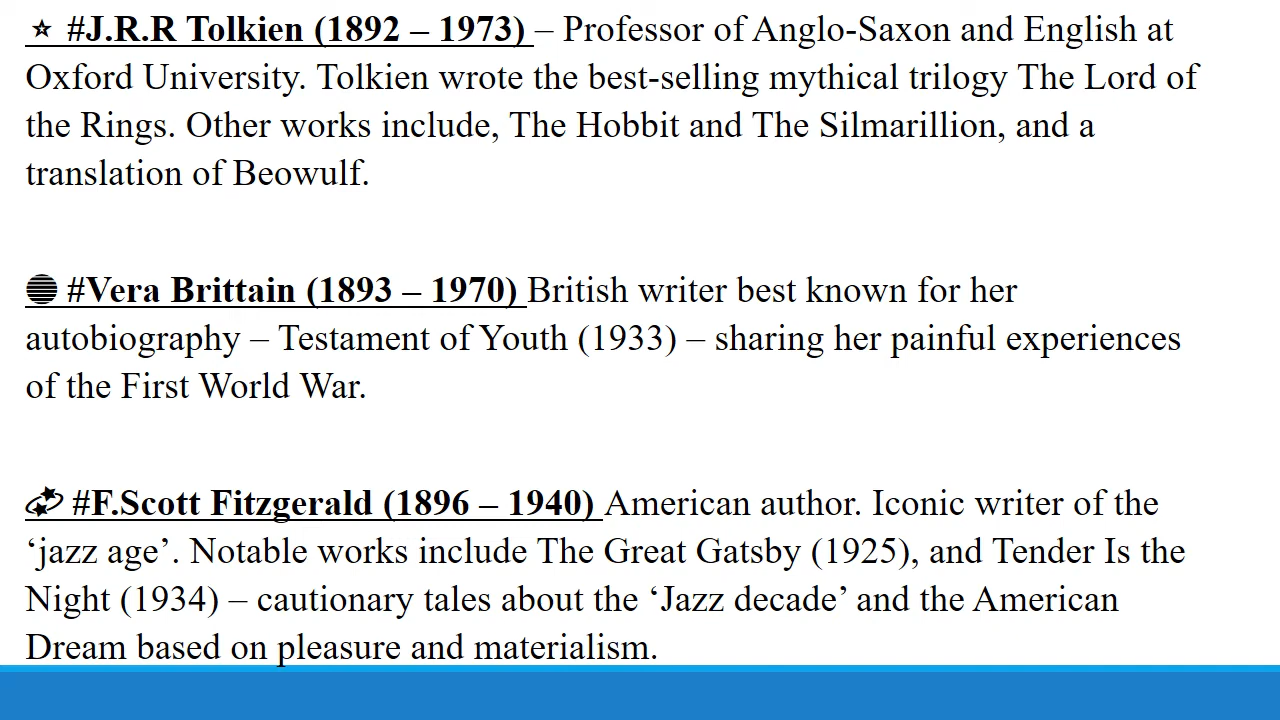 #J.R.R Tolkien (1892 – 1973) – Professor of Anglo-Saxon and English at
Oxford University. Tolkien wrote the best-selling mythical trilogy The Lord of
the Rings. Other works include, The Hobbit and The Silmarillion, and a
translation of Beowulf.
#Vera Brittain (1893 – 1970) British writer best known for her
autobiography – Testament of Youth (1933) – sharing her painful experiences
of the First World War.
#F.Scott Fitzgerald (1896 – 1940) American author. Iconic writer of the
‘jazz age’. Notable works include The Great Gatsby (1925), and Tender Is the
Night (1934) – cautionary tales about the ‘Jazz decade’ and the American
Dream based on pleasure and materialism.